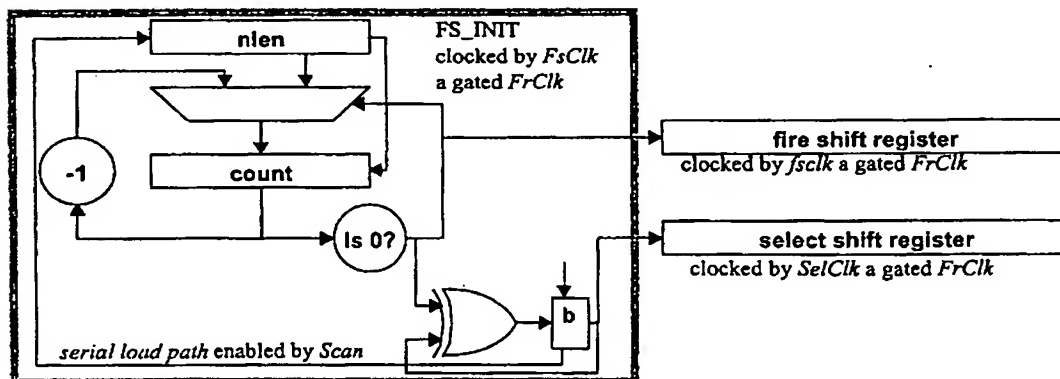 nlen
FS_INIT
clocked by FsClk
a gated FrClk
-1
count
Is 0?
fire shift register
clocked by fsclk a gated FrClk
select shift register
clocked by SelClk a gated FrClk
b
serial load path enabled by Scan